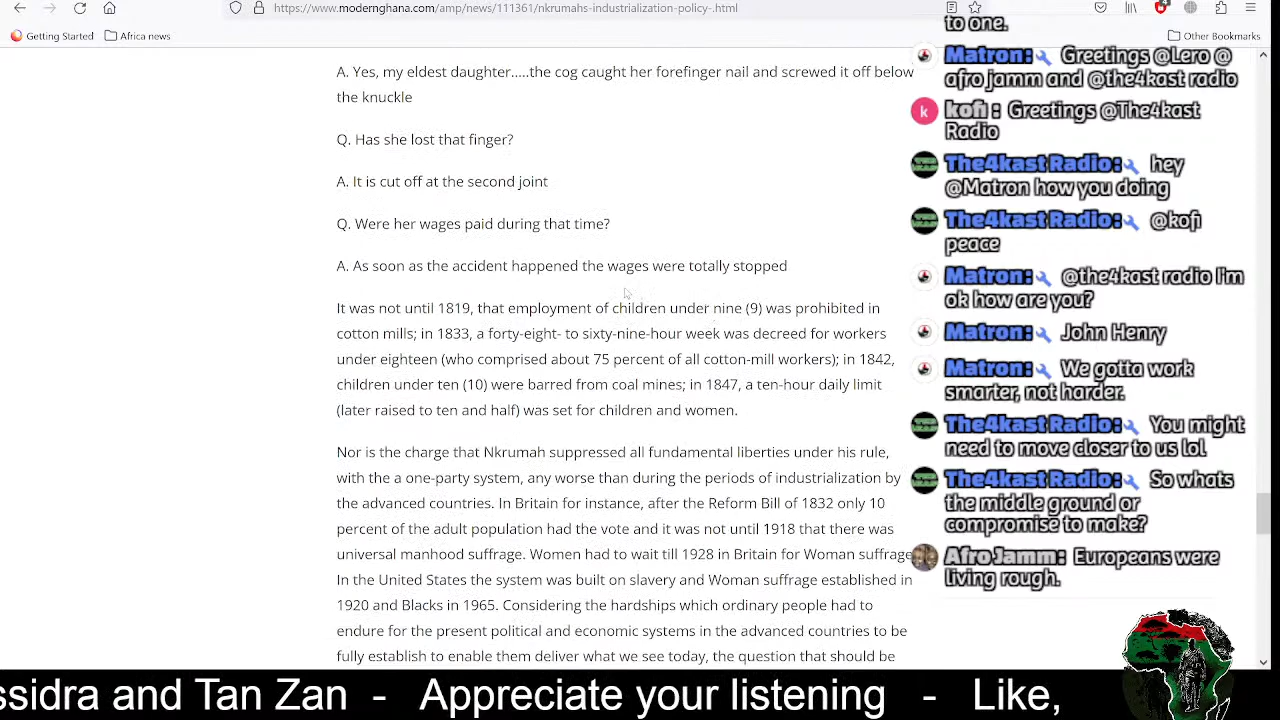 https://www.modernghana.com/amp/news/111361/nkrumahs-industrialization-policy-.html
4
Getting Started
Africa news
Other Bookmarks
A. Yes, my eldest daughter.....the cog caught her forefinger nail and screwed it off below
the knuckle
Q. Has she lost that finger?
A. It is cut off at the second joint
Q. Were her wages paid during that time?
A. As soon as the accident happened the wages were totally stopped
It was not until 1819, that employment of children under nine (9) was prohibited in
cotton mills; in 1833, a forty-eight- to sixty-nine-hour week was decreed for workers
under eighteen (who comprised about 75 percent of all cotton-mill workers); in 1842,
children under ten (10) were barred from coal mines; in 1847, a ten-hour daily limit
(later raised to ten and half) was set for children and women.
Nor is the charge that Nkrumah suppressed all fundamental liberties under his rule,
with the a one-party system, any worse than during the periods of industrialization by
the advanced countries. In Britain for instance, after the Reform Bill of 1832 only 10
percent of the adult population had the vote and it was not until 1918 that there was
universal manhood suffrage. Women had to wait till 1928 in Britain for Woman suffrage
In the United States the system was built on slavery and Woman suffrage established in
1920 and Blacks in 1965. Considering the hardships which ordinary people had to
endure for the present political and economic systems in the advanced countries to be
fully establish to enable them deliver what we see today, the question that should be
to one.
Matron: Greetings @Lero @
afro jamm and @the4kast radio
k
kofi : Greetings @The4kast
Radio
The4kast Radio: hey
@Matron how you doing
The4kast Radio: @kofi
peace
Matron: @the4kast radio I'm
ok how are you?
Matron: John Henry
Matron: We gotta work
smarter, not harder.
The4kast Radio: You might
need to move closer to us lol
The4kast Radio: So whats
the middle ground or
compromise to make?
Afro Jamm: Europeans were
living rough.
ssidra and Tan Zan - Appreciate your listening - Like,